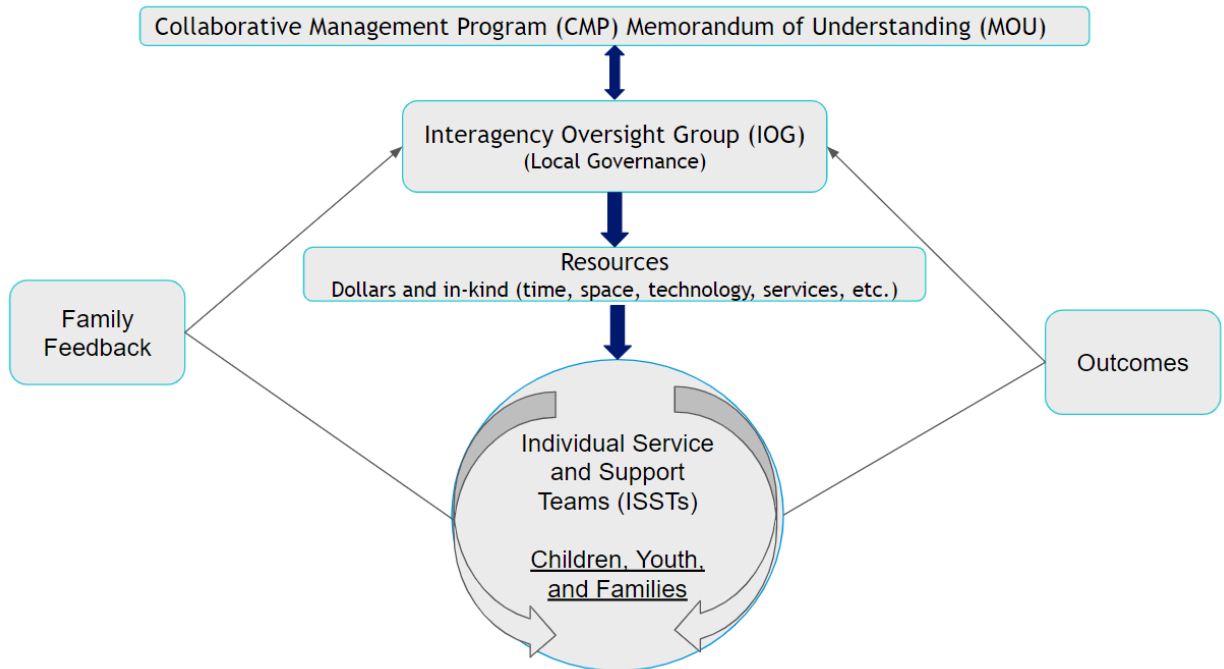 Collaborative Management Program (CMP) Memorandum of Understanding (MOU)
Interagency Oversight Group (IOG)
(Local Governance)
Resources
Dollars and in-kind (time, space, technology, services, etc.)
Family
Feedback
Outcomes
Individual Service
and Support
Teams (ISSTs)
Children, Youth,
and Families